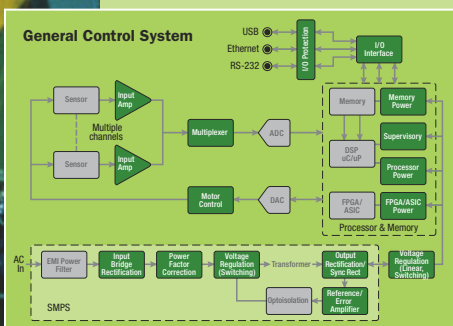 General Control System
USB
Ethernet
RS-232
I/O Protection
I/O
Interface
Sensor
Input
Amp
Multiple
channels
Sensor
Input
Amp
Multiplexer
ADC
Memory
Memory
Power
Supervisory
DSP
uC/uP
Processor
Power
Motor
Control
DAC
FPGA/
ASIC
FPGA/ASIC
Power
Processor & Memory
AC
In
EMI Power
Filter
Input
Bridge
Rectification
Power
Factor
Correction
Voltage
Regulation
(Switching)
Transformer
Output
Rectification/
Sync Rect
Voltage
Regulation
(Linear,
Switching)
Optoisolation
Reference/
Error
Amplifier
SMPS